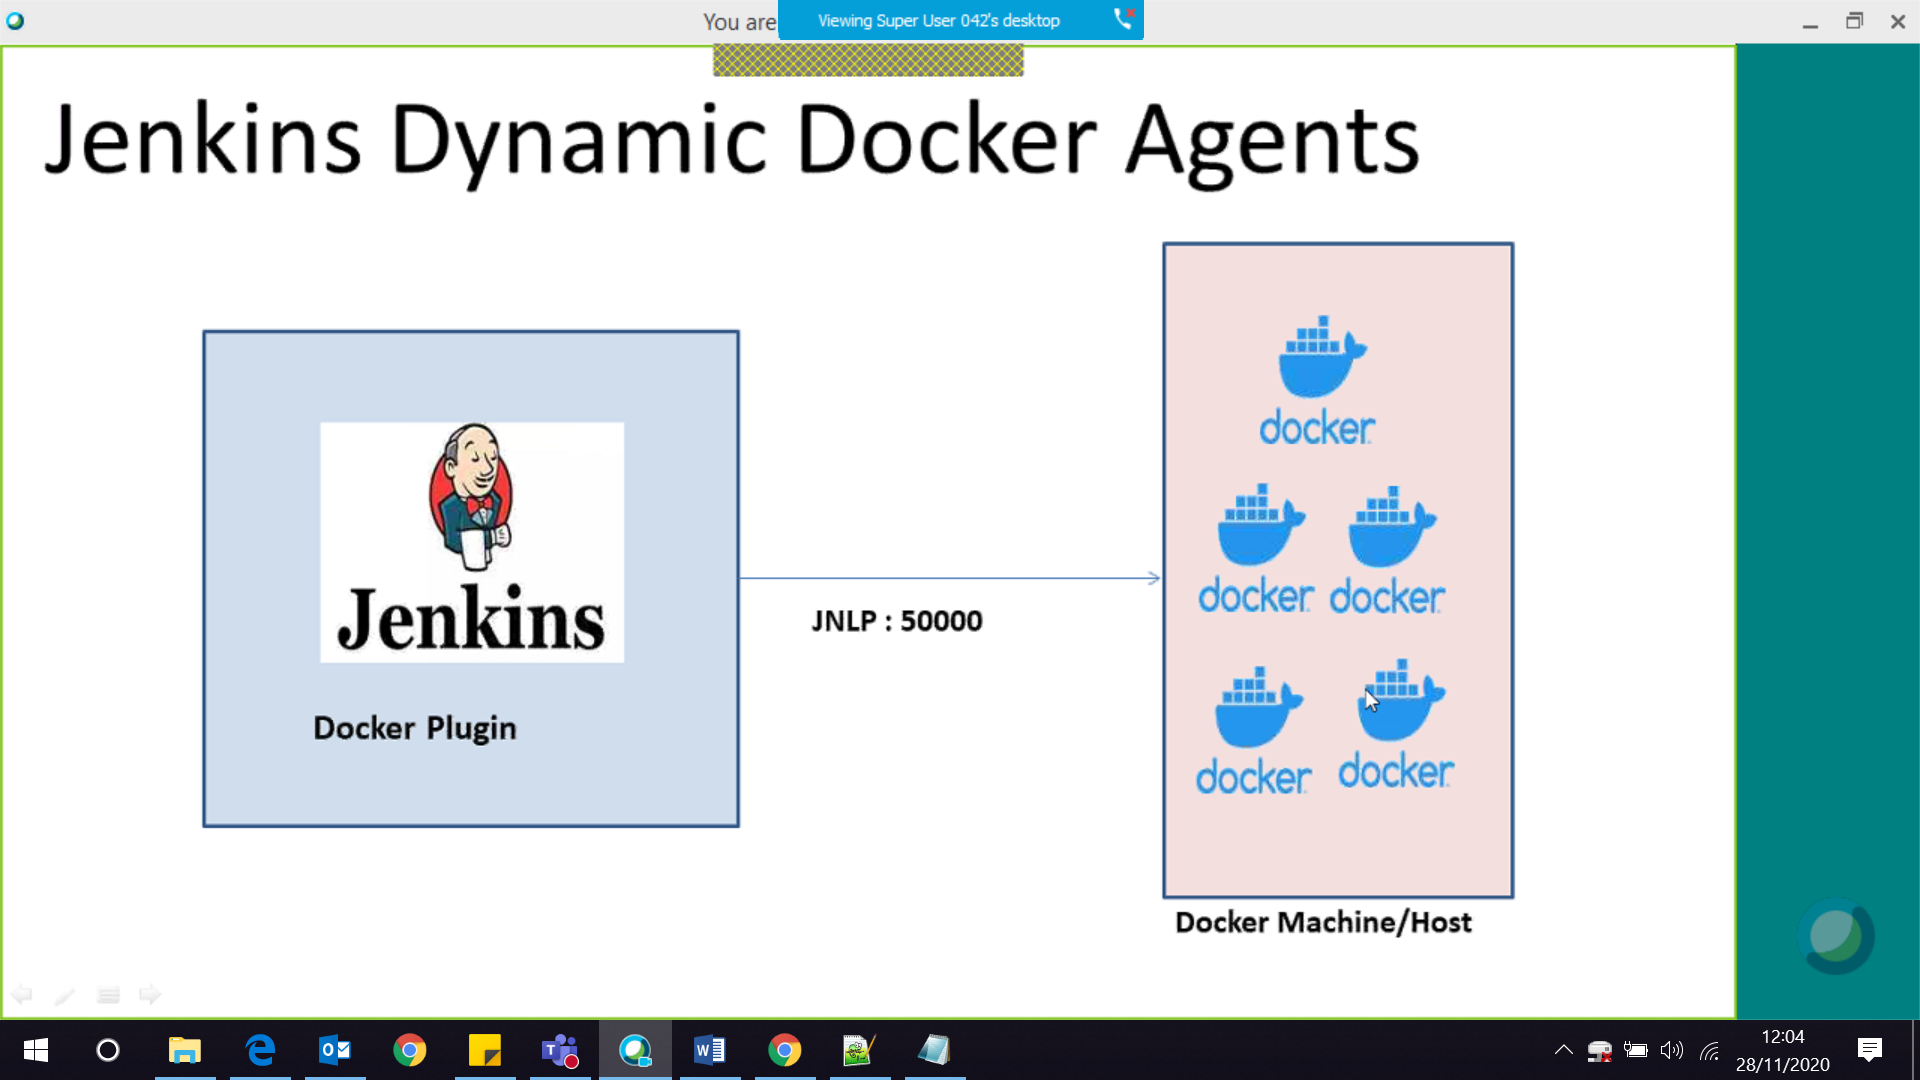 You are
Viewing Super User 042's desktop
Jenkins Dynamic Docker Agents
Jenkins
Docker Plugin
JNLP : 50000
docker
docker docker
docker docker
Docker Machine/Host
12:04
28/11/2020